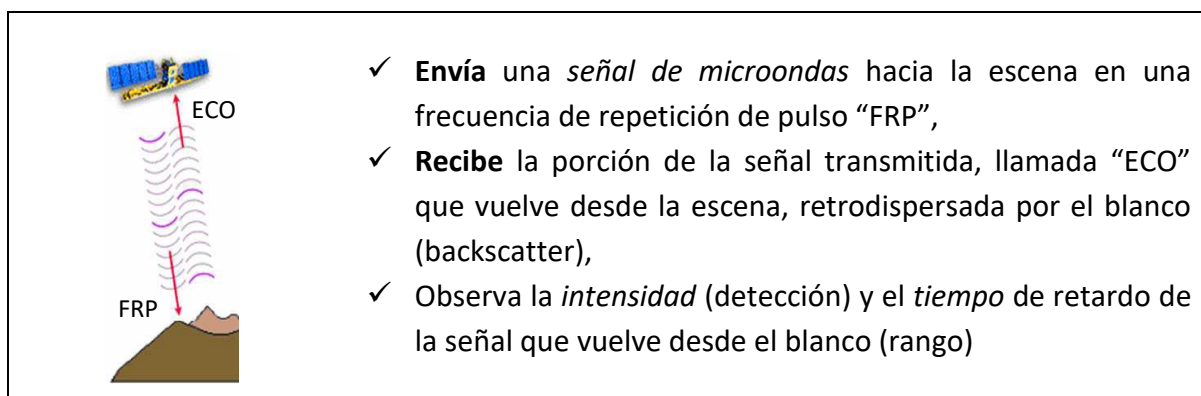 ECO
FRP
✓ Envía una señal de microondas hacia la escena en una
frecuencia de repetición de pulso “FRP”,
✓ Recibe la porción de la señal transmitida, llamada “ECO”
que vuelve desde la escena, retrodispersada por el blanco
(backscatter),
✓ Observa la intensidad (detección) y el tiempo de retardo de
la señal que vuelve desde el blanco (rango)